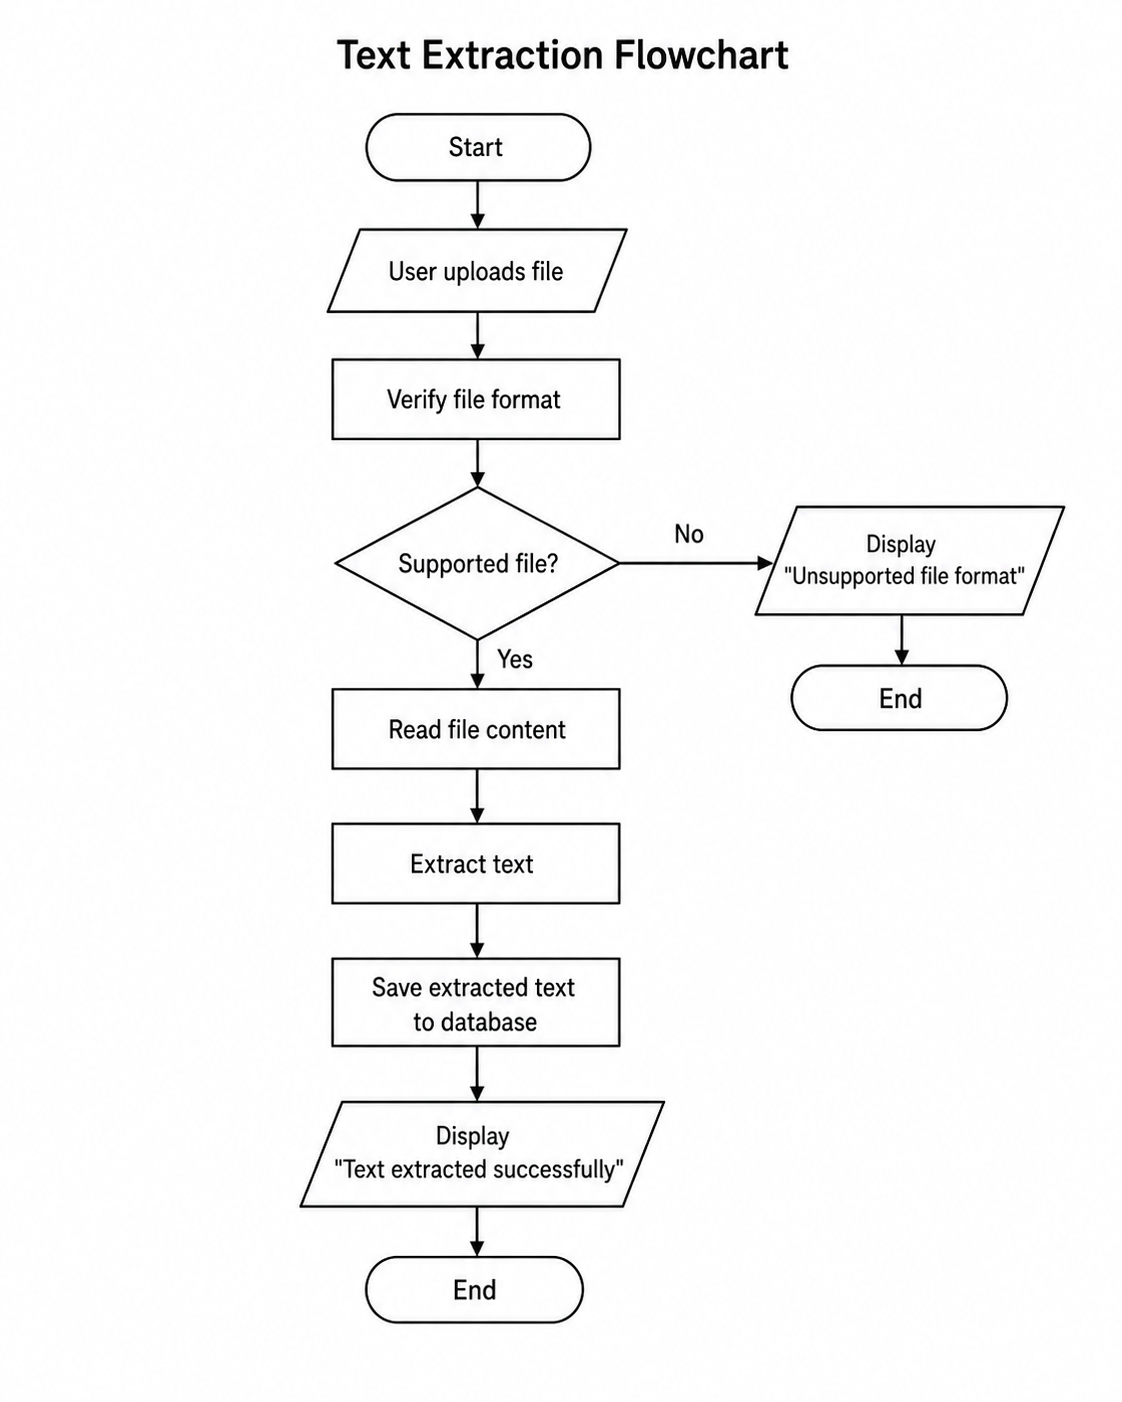 Text Extraction Flowchart
Start
User uploads file
Verify file format
Supported file?
No
Display
"Unsupported file format"
End
Yes
Read file content
Extract text
Save extracted text
to database
Display
"Text extracted successfully"
End